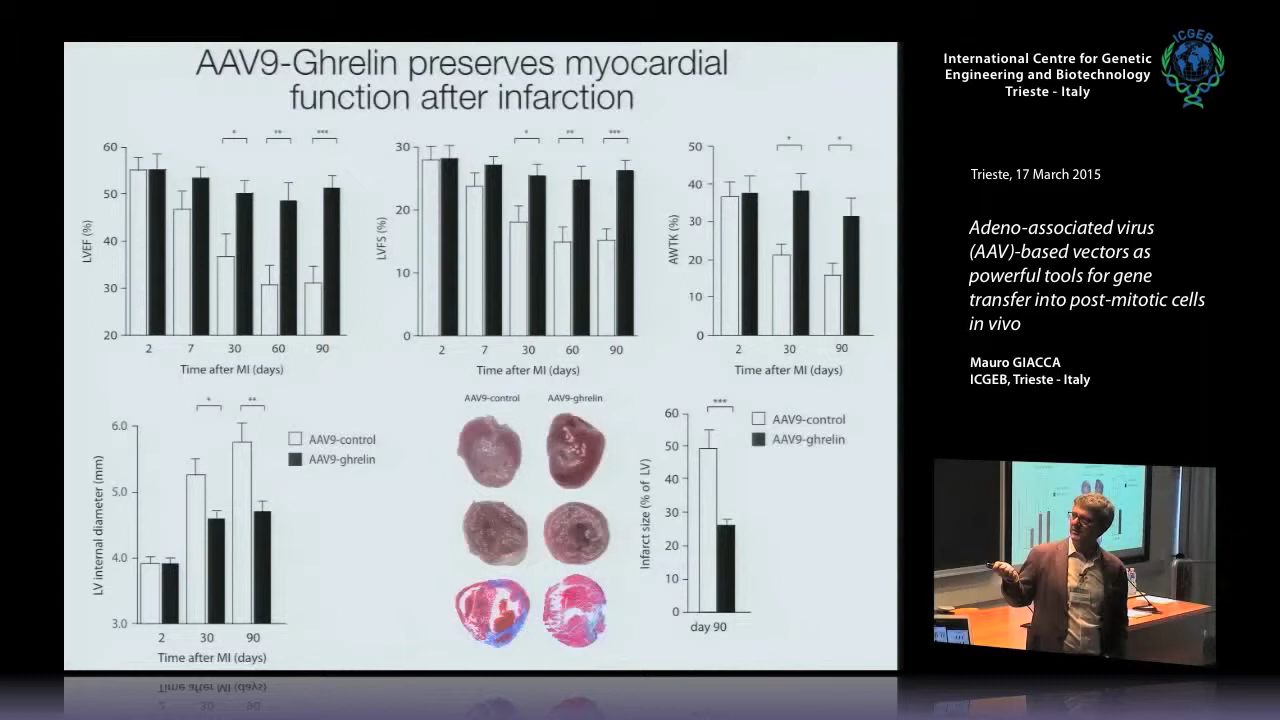 AAV9-Ghrelin preserves myocardial
function after infarction
60
50
40
30
20
LVEF (%)
* ** ***
2 7 30 60 90
Time after MI (days)
30
20
10
0
LVFS (%)
* ** ***
2 7 30 60 90
Time after MI (days)
50
40
30
20
10
0
AWTK (%)
* *
2 30 90
Time after MI (days)
6.0
5.0
4.0
3.0
LV internal diameter (mm)
* **
2 30 90
Time after MI (days)
AAV9-control
AAV9-ghrelin
AAV9-control AAV9-ghrelin
60
50
40
30
20
10
0
Infarct size (% of LV)
***
day 90
AAV9-control
AAV9-ghrelin
International Centre for Genetic
Engineering and Biotechnology
Trieste - Italy
ICGEB
Trieste, 17 March 2015
Adeno-associated virus
(AAV)-based vectors as
powerful tools for gene
transfer into post-mitotic cells
in vivo
Mauro GIACCA
ICGEB, Trieste - Italy